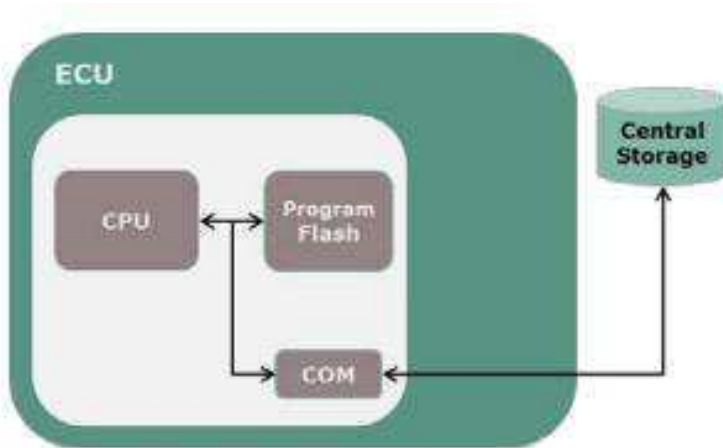 ECU
Central
Storage
CPU
Program
Flash
COM